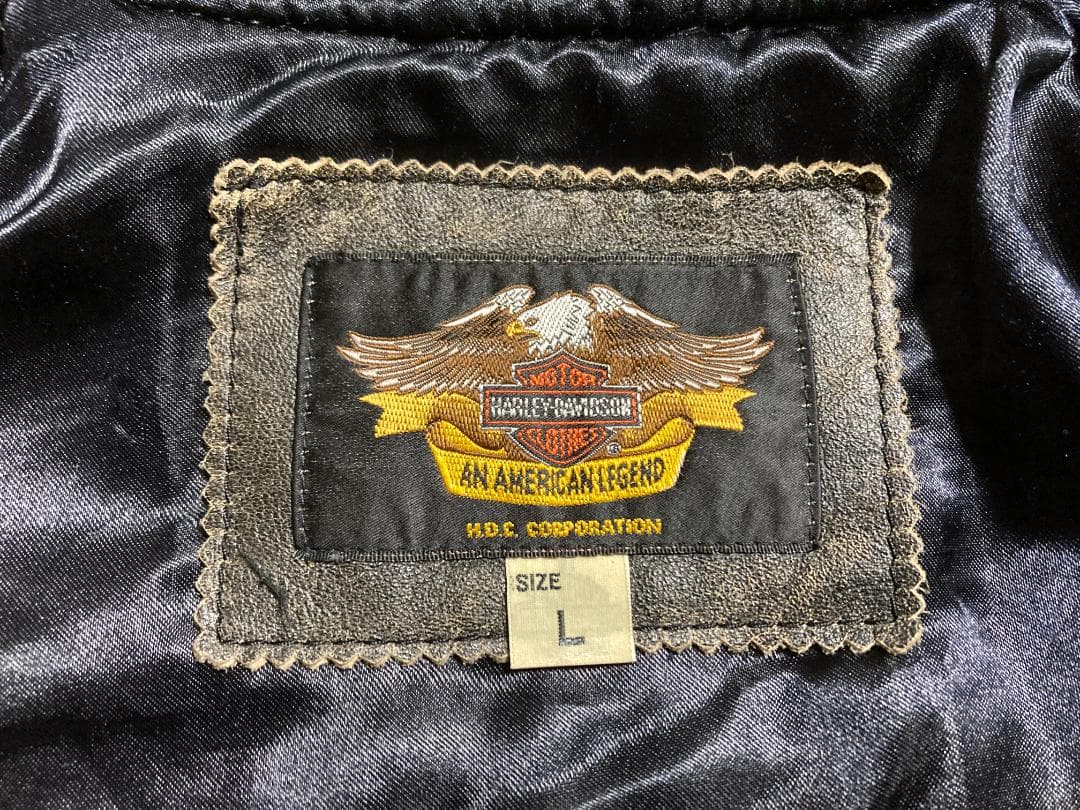 MOTOR
HARLEY-DAVIDSON
CLOTHES
®
AN AMERICAN LEGEND
H.D.C. CORPORATION
SIZE
L